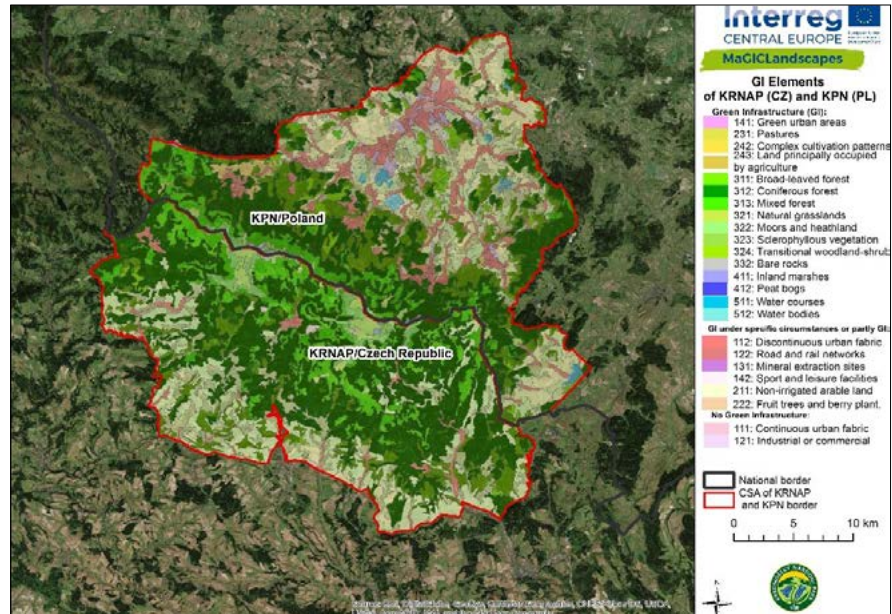 Interreg
CENTRAL EUROPE
MaGICLandscapes
GI Elements
of KRNAP (CZ) and KPN (PL)
Green Infrastructure (GI):
141: Green urban areas
231: Pastures
242: Complex cultivation patterns
243: Land principally occupied
by agriculture
311: Broad-leaved forest
312: Coniferous forest
313: Mixed forest
321: Natural grasslands
322: Moors and heathland
323: Sclerophyllous vegetation
324: Transitional woodland-shrub
332: Bare rocks
411: Inland marshes
412: Peat bogs
511: Water courses
512: Water bodies
GI under specific circumstances or partly GI:
112: Discontinuous urban fabric
122: Road and rail networks
131: Mineral extraction sites
142: Sport and leisure facilities
211: Non-irrigated arable land
222: Fruit trees and berry plant.
No Green Infrastructure:
111: Continuous urban fabric
121: Industrial or commercial
National border
CSA of KRNAP
and KPN border
0 5 10 km
KPN/Poland
KRNAP/Czech Republic